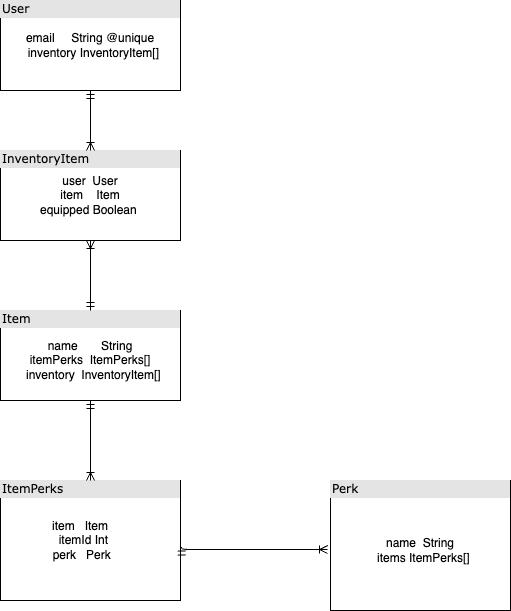 User
email String @unique
inventory InventoryItem[]
InventoryItem
user User
item Item
equipped Boolean
Item
name String
itemPerks ItemPerks[]
inventory InventoryItem[]
ItemPerks
item Item
itemId Int
perk Perk
Perk
name String
items ItemPerks[]